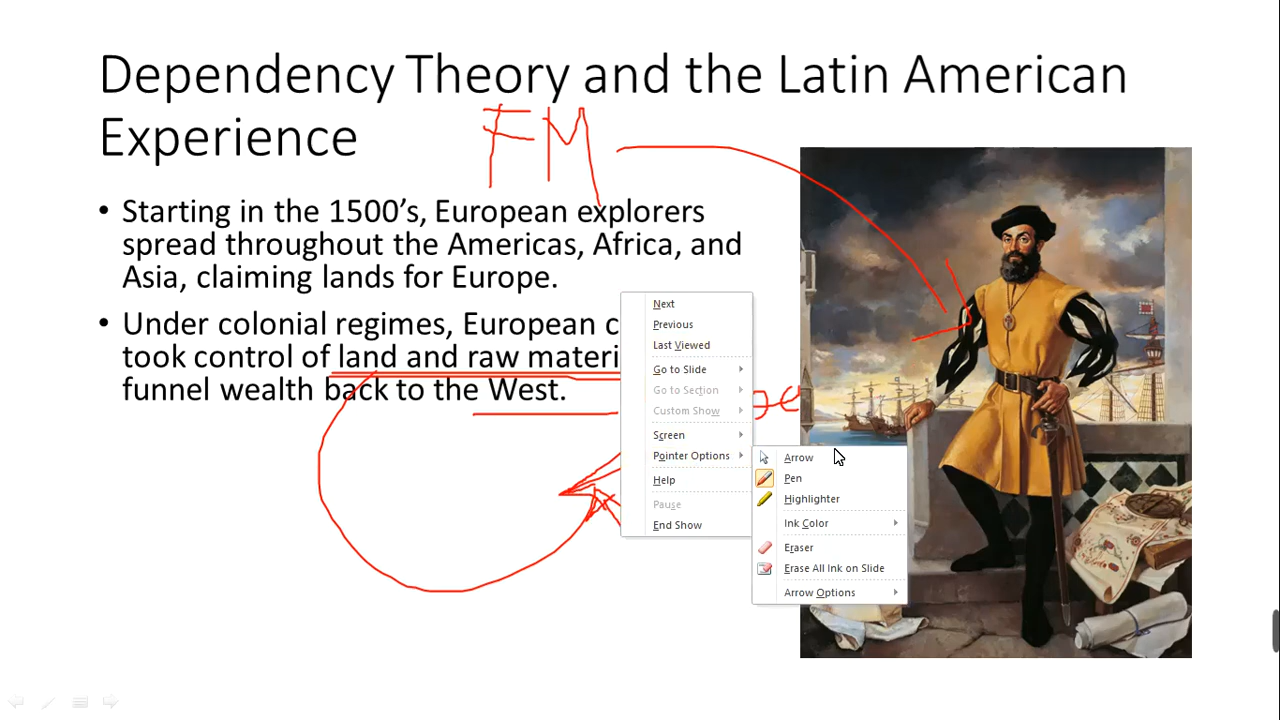 Dependency Theory and the Latin American
Experience
FM
• Starting in the 1500’s, European explorers
spread throughout the Americas, Africa, and
Asia, claiming lands for Europe.
• Under colonial regimes, European
took control of land and raw
funnel wealth back to the West.
Next
Previous
Last Viewed
Go to Slide
Go to Section
Custom Show
Screen
Pointer Options
Help
Pause
End Show
Arrow
Pen
Highlighter
Ink Color
Eraser
Erase All Ink on Slide
Arrow Options